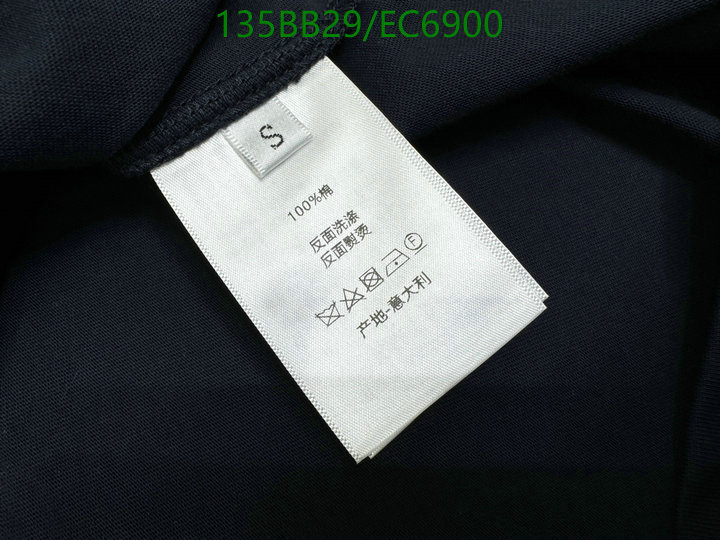 135BB29/EC6900
S
100%棉
反面洗涤
反面熨烫
F
产地-意大利